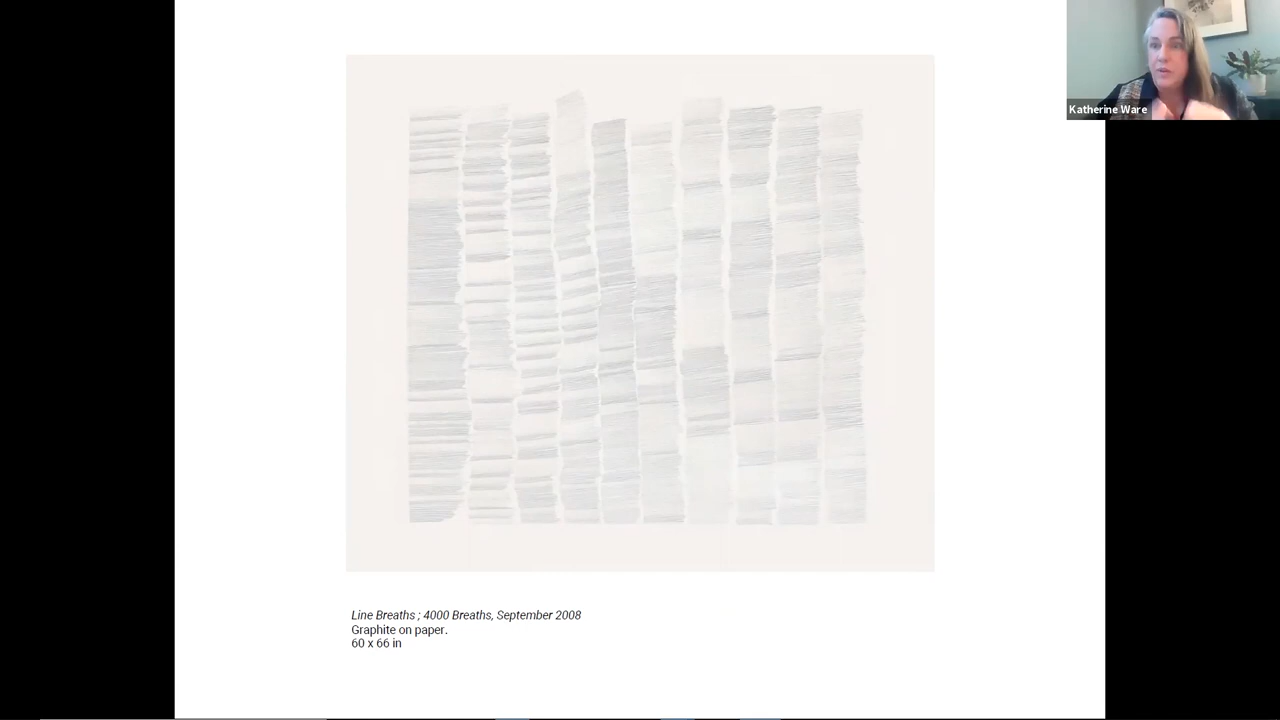 Katherine Ware
Line Breaths ; 4000 Breaths, September 2008
Graphite on paper.
60 x 66 in